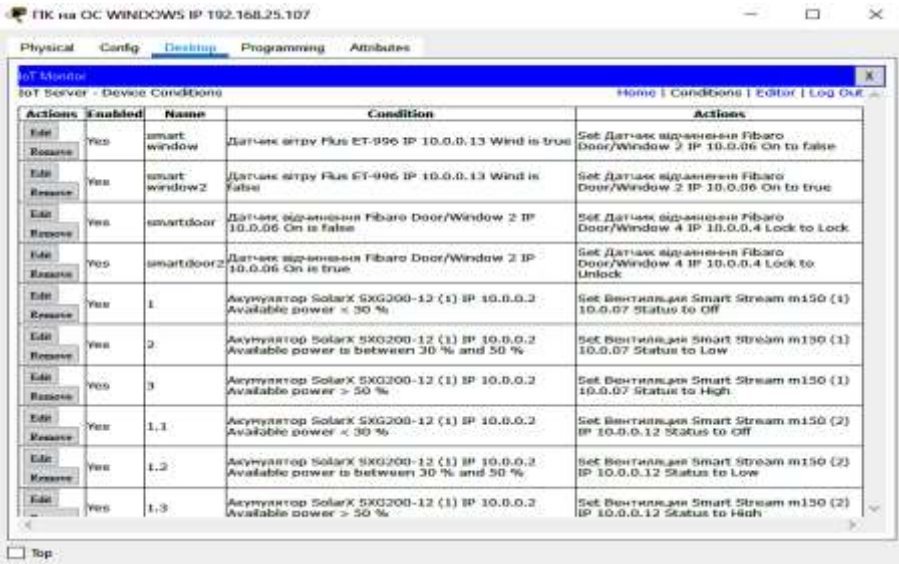 ПК на ОС WINDOWS IP 192.168.25.107
Physical Config Desktop Programming Attributes
IoT Monitor X
IoT Server - Device Conditions Home | Conditions | Editor | Log Out
Actions Enabled Name Condition Actions
Edit
Remove
Yes
smart
window
Датчик вітру Plus ET-996 IP 10.0.0.13 Wind is true
Set Датчик відчинення Fibaro
Door/Window 2 IP 10.0.06 On to false
Edit
Remove
Yes
smart
window2
Датчик вітру Plus ET-996 IP 10.0.0.13 Wind is
false
Set Датчик відчинення Fibaro
Door/Window 2 IP 10.0.06 On to true
Edit
Remove
Yes
smartdoor
Датчик відчинення Fibaro Door/Window 2 IP
10.0.06 On is false
Set Датчик відчинення Fibaro
Door/Window 4 IP 10.0.0.4 Lock to Lock
Edit
Remove
Yes
smartdoor2
Датчик відчинення Fibaro Door/Window 2 IP
10.0.06 On is true
Set Датчик відчинення Fibaro
Door/Window 4 IP 10.0.0.4 Lock to
Unlock
Edit
Remove
Yes
1
Акумулятор SolarX SXG200-12 (1) IP 10.0.0.2
Available power < 30 %
Set Вентиляция Smart Stream m150 (1)
10.0.07 Status to Off
Edit
Remove
Yes
2
Акумулятор SolarX SXG200-12 (1) IP 10.0.0.2
Available power is between 30 % and 50 %
Set Вентиляция Smart Stream m150 (1)
10.0.07 Status to Low
Edit
Remove
Yes
3
Акумулятор SolarX SXG200-12 (1) IP 10.0.0.2
Available power > 50 %
Set Вентиляция Smart Stream m150 (1)
10.0.07 Status to High
Edit
Remove
Yes
1.1
Акумулятор SolarX SXG200-12 (1) IP 10.0.0.2
Available power < 30 %
Set Вентиляция Smart Stream m150 (2)
IP 10.0.0.12 Status to Off
Edit
Remove
Yes
1.2
Акумулятор SolarX SXG200-12 (1) IP 10.0.0.2
Available power is between 30 % and 50 %
Set Вентиляция Smart Stream m150 (2)
IP 10.0.0.12 Status to Low
Edit
Yes
1.3
Акумулятор SolarX SXG200-12 (1) IP 10.0.0.2
Available power > 50 %
Set Вентиляция Smart Stream m150 (2)
IP 10.0.0.12 Status to High
Top